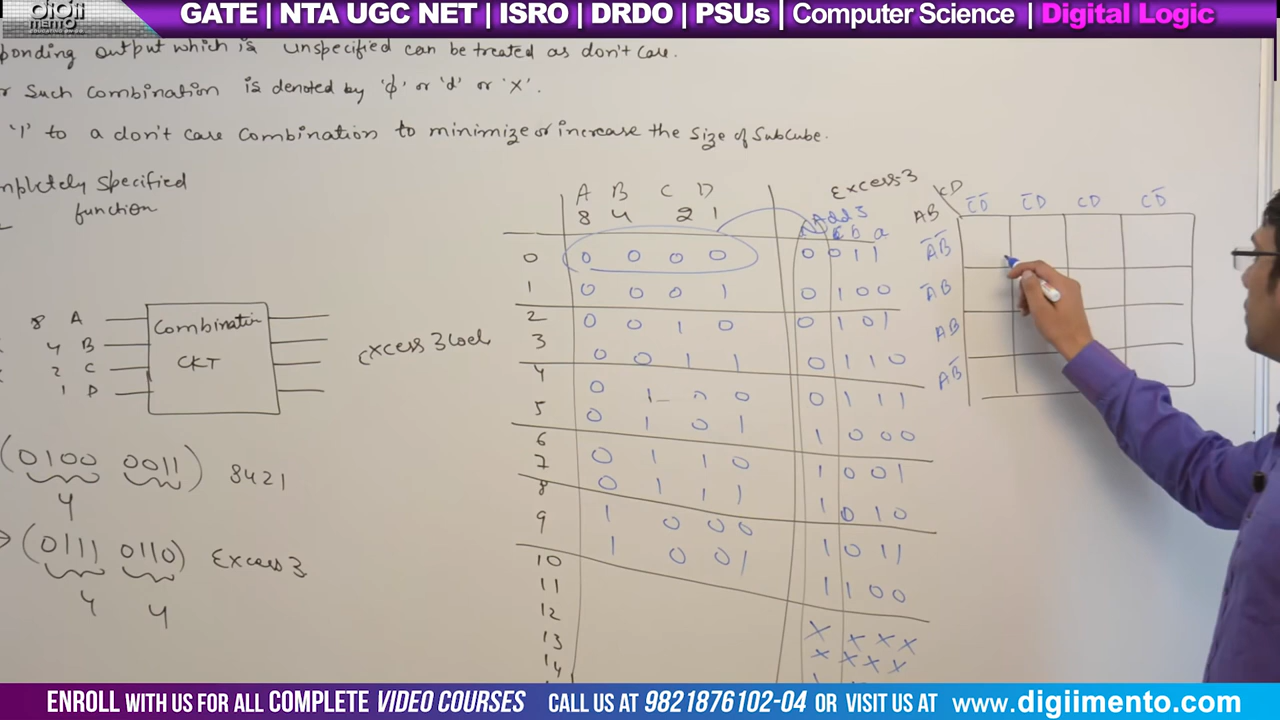 digii
mento
EDUCATION PVT. LTD
GATE | NTA UGC NET | ISRO | DRDO | PSUs | Computer Science | Digital Logic
ponding output which is unspecified can be treated as don't care.
r Such Combination is denoted by 'ϕ' or 'd' or 'x'.
'1' to a don't care combination to minimize or increase the size of Subcube.
mpletely Specified
function
8 A
4 B
2 C
1 D
Combination
CKT
Excess 3 Code
(0100 0011) 8421
4
(0111 0110) Excess 3
4 4
A B C D Excess-3
8 4 2 1 Add 3
c b a
0 0 0 0 0 0 0 1 1
1 0 0 0 1 0 1 0 0
2 0 0 1 0 0 1 0 1
3 0 0 1 1 0 1 1 0
4 0 1 0 0 0 1 1 1
5 0 1 0 1 1 0 0 0
6 0 1 1 0 1 0 0 1
7 0 1 1 1 1 0 1 0
8 1 0 0 0 1 0 1 1
9 1 0 0 1 1 1 0 0
10 x x x x
11 x x x x
12
13
14
CD
AB C̅D̅ C̅D CD CD̅
A̅B̅
A̅B
AB
AB̅
ENROLL WITH US FOR ALL COMPLETE VIDEO COURSES CALL US AT 9821876102-04 OR VISIT US AT www.digiimento.com